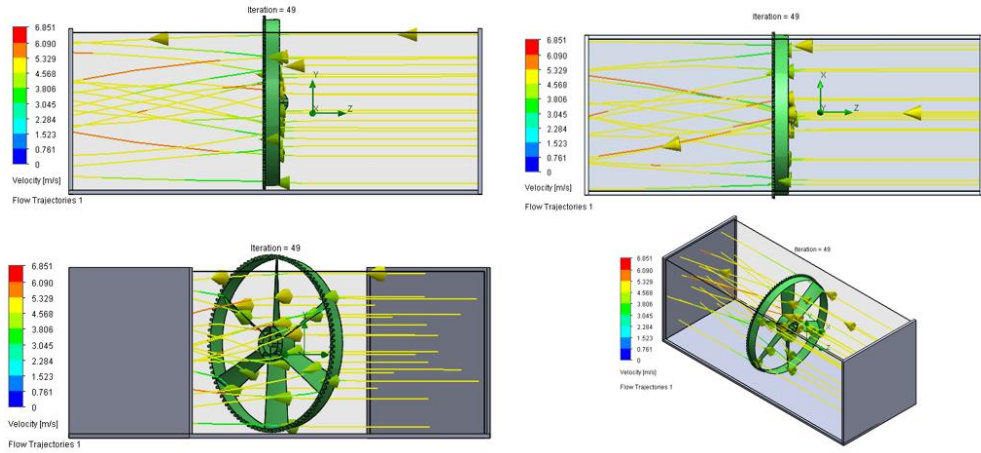 Iteration = 49
6.851
6.090
5.329
4.568
3.806
3.045
2.284
1.523
0.761
0
Velocity [m/s]
Flow Trajectories 1
Y
X
Z
Iteration = 49
6.851
6.090
5.329
4.568
3.806
3.045
2.284
1.523
0.761
0
Velocity [m/s]
Flow Trajectories 1
X
Y
Z
Iteration = 49
6.851
6.090
5.329
4.568
3.806
3.045
2.284
1.523
0.761
0
Velocity [m/s]
Flow Trajectories 1
Iteration = 49
6.851
6.090
5.329
4.568
3.806
3.045
2.284
1.523
0.761
0
Velocity [m/s]
Flow Trajectories 1
X
Z